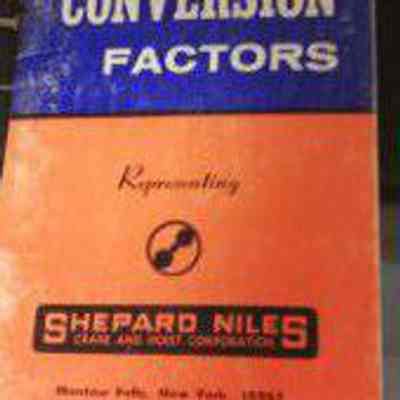 CONVERSION
FACTORS
Representing
SHEPARD NILES
CRANE AND HOIST CORPORATION
Montour Falls, New York